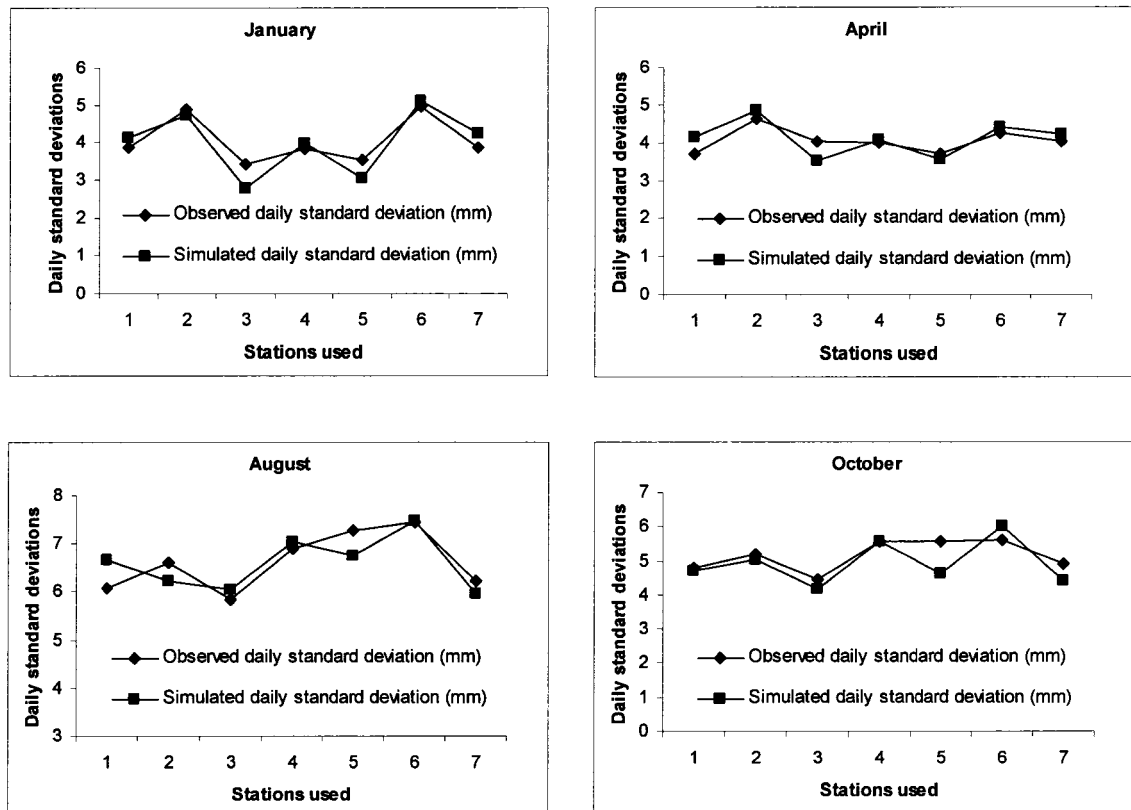 January
Daily standard deviations
6
5
4
3
2
1
0
Observed daily standard deviation (mm)
Simulated daily standard deviation (mm)
1 2 3 4 5 6 7
Stations used
April
Daily standard deviations
6
5
4
3
2
1
0
Observed daily standard deviation (mm)
Simulated daily standard deviation (mm)
1 2 3 4 5 6 7
Stations used
August
Daily standard deviations
8
7
6
5
4
3
Observed daily standard deviation (mm)
Simulated daily standard deviation (mm)
1 2 3 4 5 6 7
Stations used
October
Daily standard deviations
7
6
5
4
3
2
1
0
Observed daily standard deviation (mm)
Simulated daily standard deviation (mm)
1 2 3 4 5 6 7
Stations used